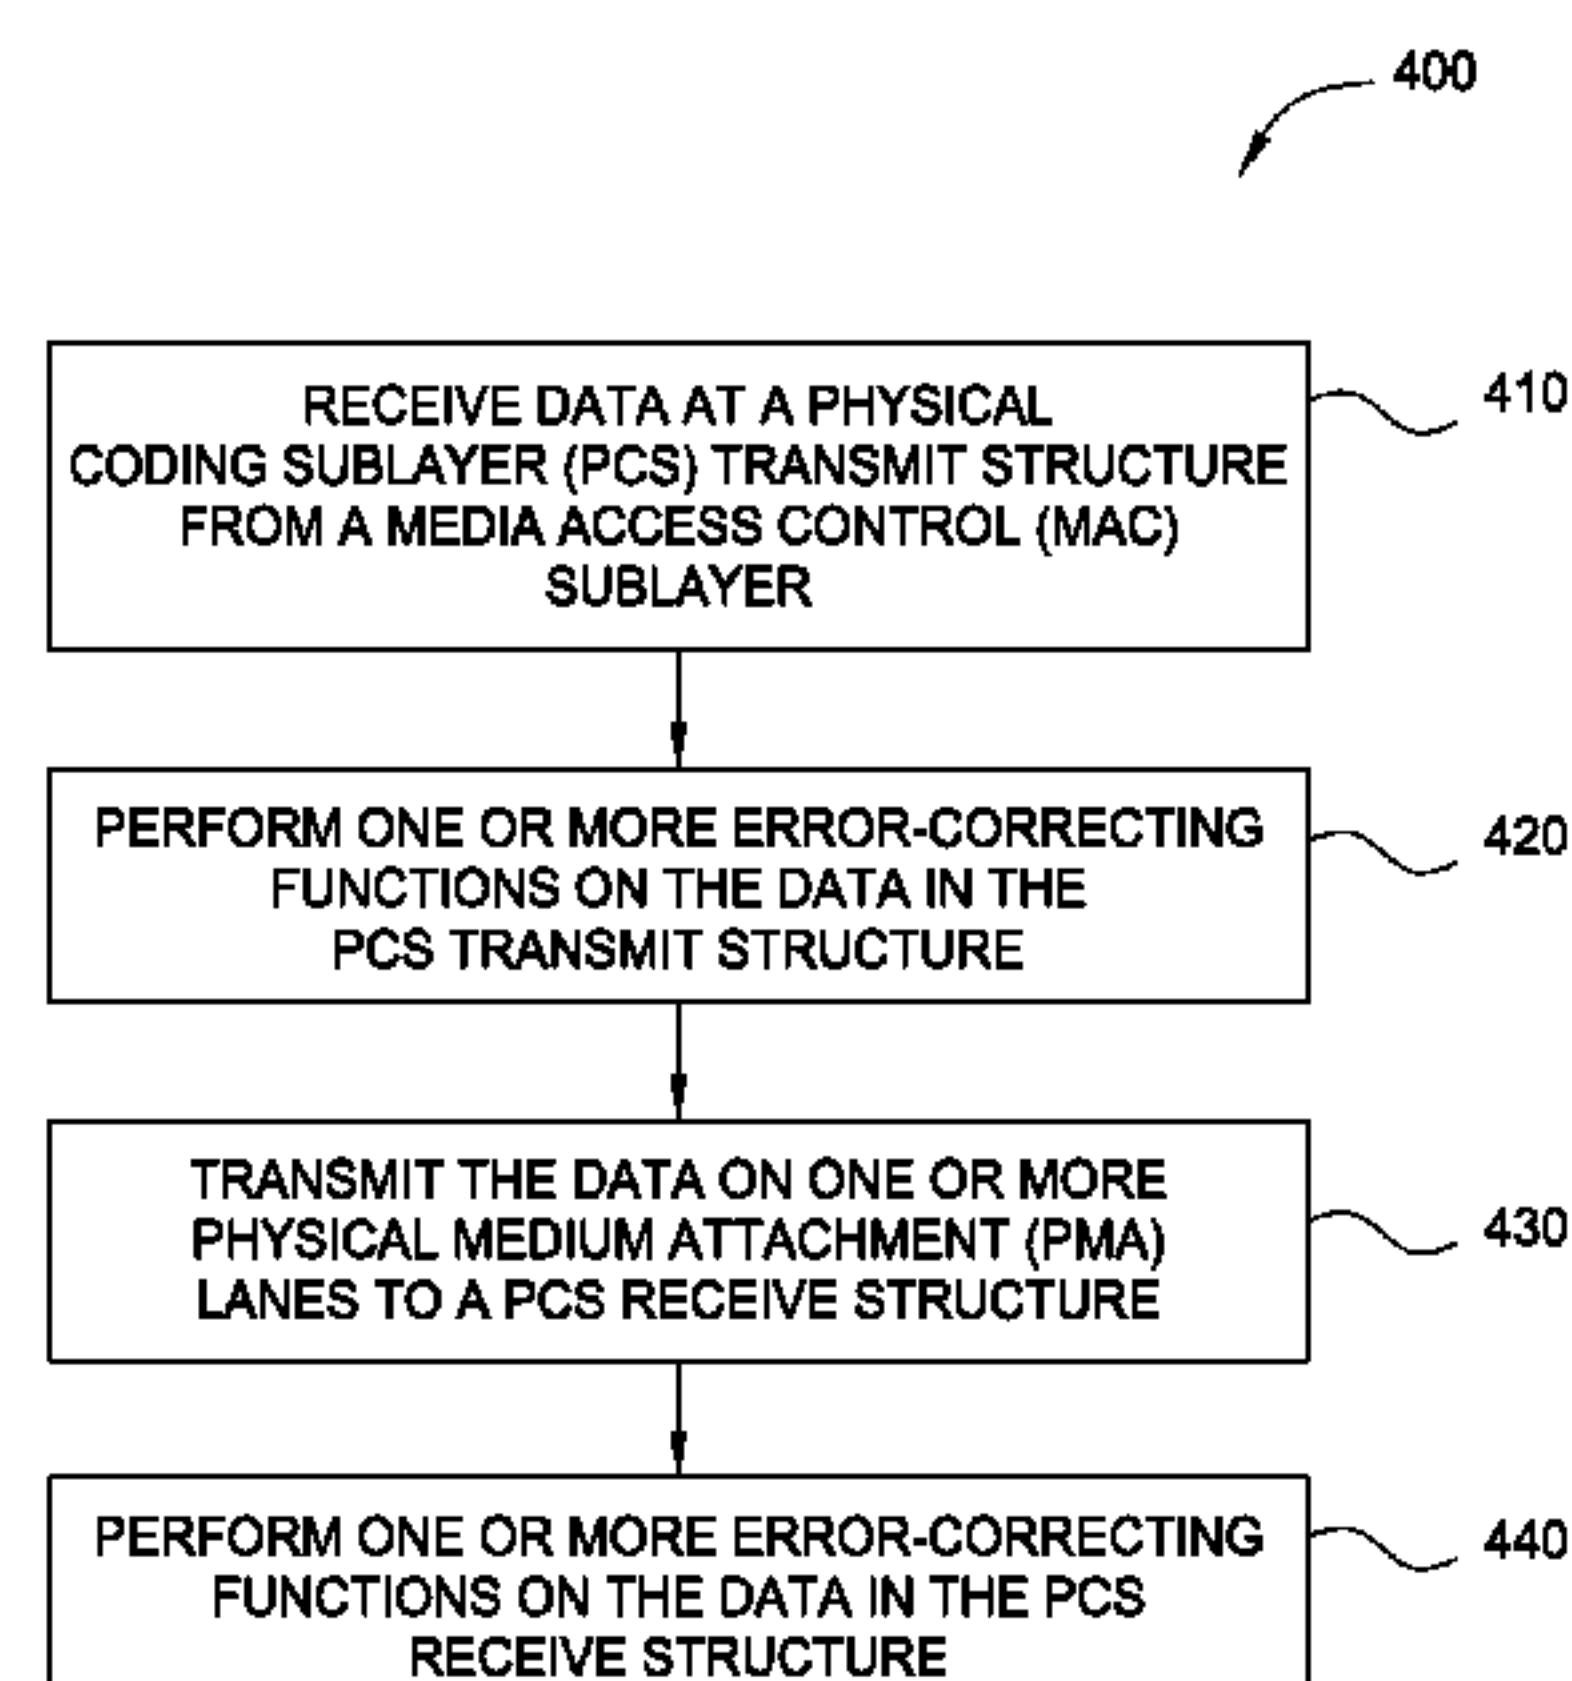 400
RECEIVE DATA AT A PHYSICAL
CODING SUBLAYER (PCS) TRANSMIT STRUCTURE
FROM A MEDIA ACCESS CONTROL (MAC)
SUBLAYER
410
PERFORM ONE OR MORE ERROR-CORRECTING
FUNCTIONS ON THE DATA IN THE
PCS TRANSMIT STRUCTURE
420
TRANSMIT THE DATA ON ONE OR MORE
PHYSICAL MEDIUM ATTACHMENT (PMA)
LANES TO A PCS RECEIVE STRUCTURE
430
PERFORM ONE OR MORE ERROR-CORRECTING
FUNCTIONS ON THE DATA IN THE PCS
RECEIVE STRUCTURE
440